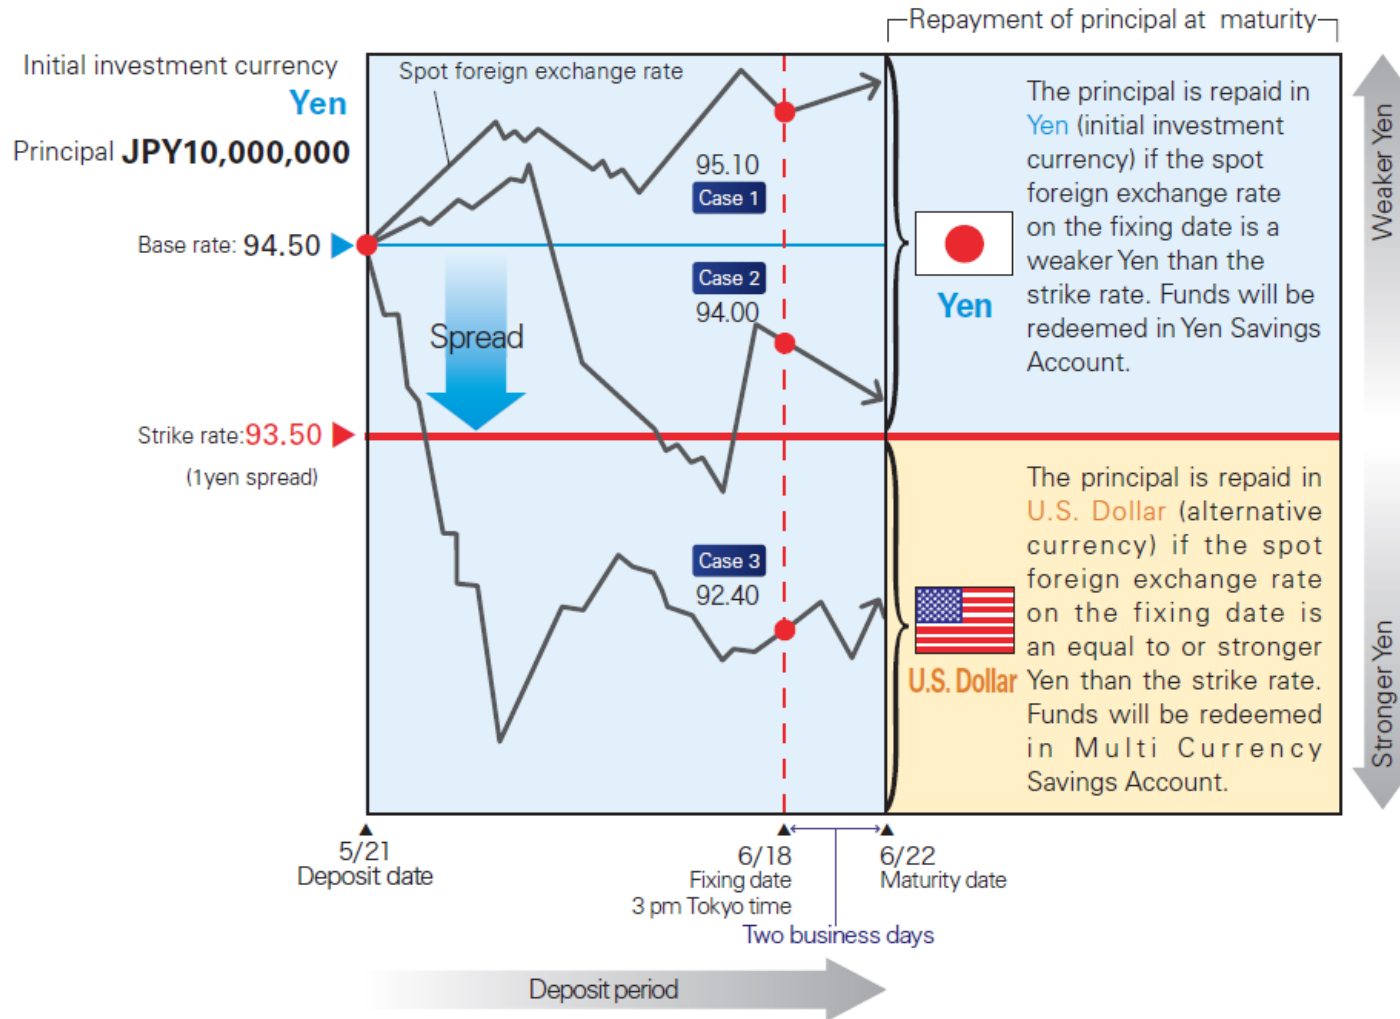 Repayment of principal at maturity
Initial investment currency
Yen
Principal JPY10,000,000
Spot foreign exchange rate
95.10
Case 1
Base rate: 94.50
Case 2
94.00
Spread
Strike rate:93.50
(1yen spread)
Case 3
92.40
Yen
The principal is repaid in
Yen (initial investment
currency) if the spot
foreign exchange rate
on the fixing date is a
weaker Yen than the
strike rate. Funds will be
redeemed in Yen Savings
Account.
U.S. Dollar
The principal is repaid in
U.S. Dollar (alternative
currency) if the spot
foreign exchange rate
on the fixing date is
an equal to or stronger
Yen than the strike rate.
Funds will be redeemed
in Multi Currency
Savings Account.
Weaker Yen
Stronger Yen
5/21
Deposit date
6/18
Fixing date
3 pm Tokyo time
6/22
Maturity date
Two business days
Deposit period